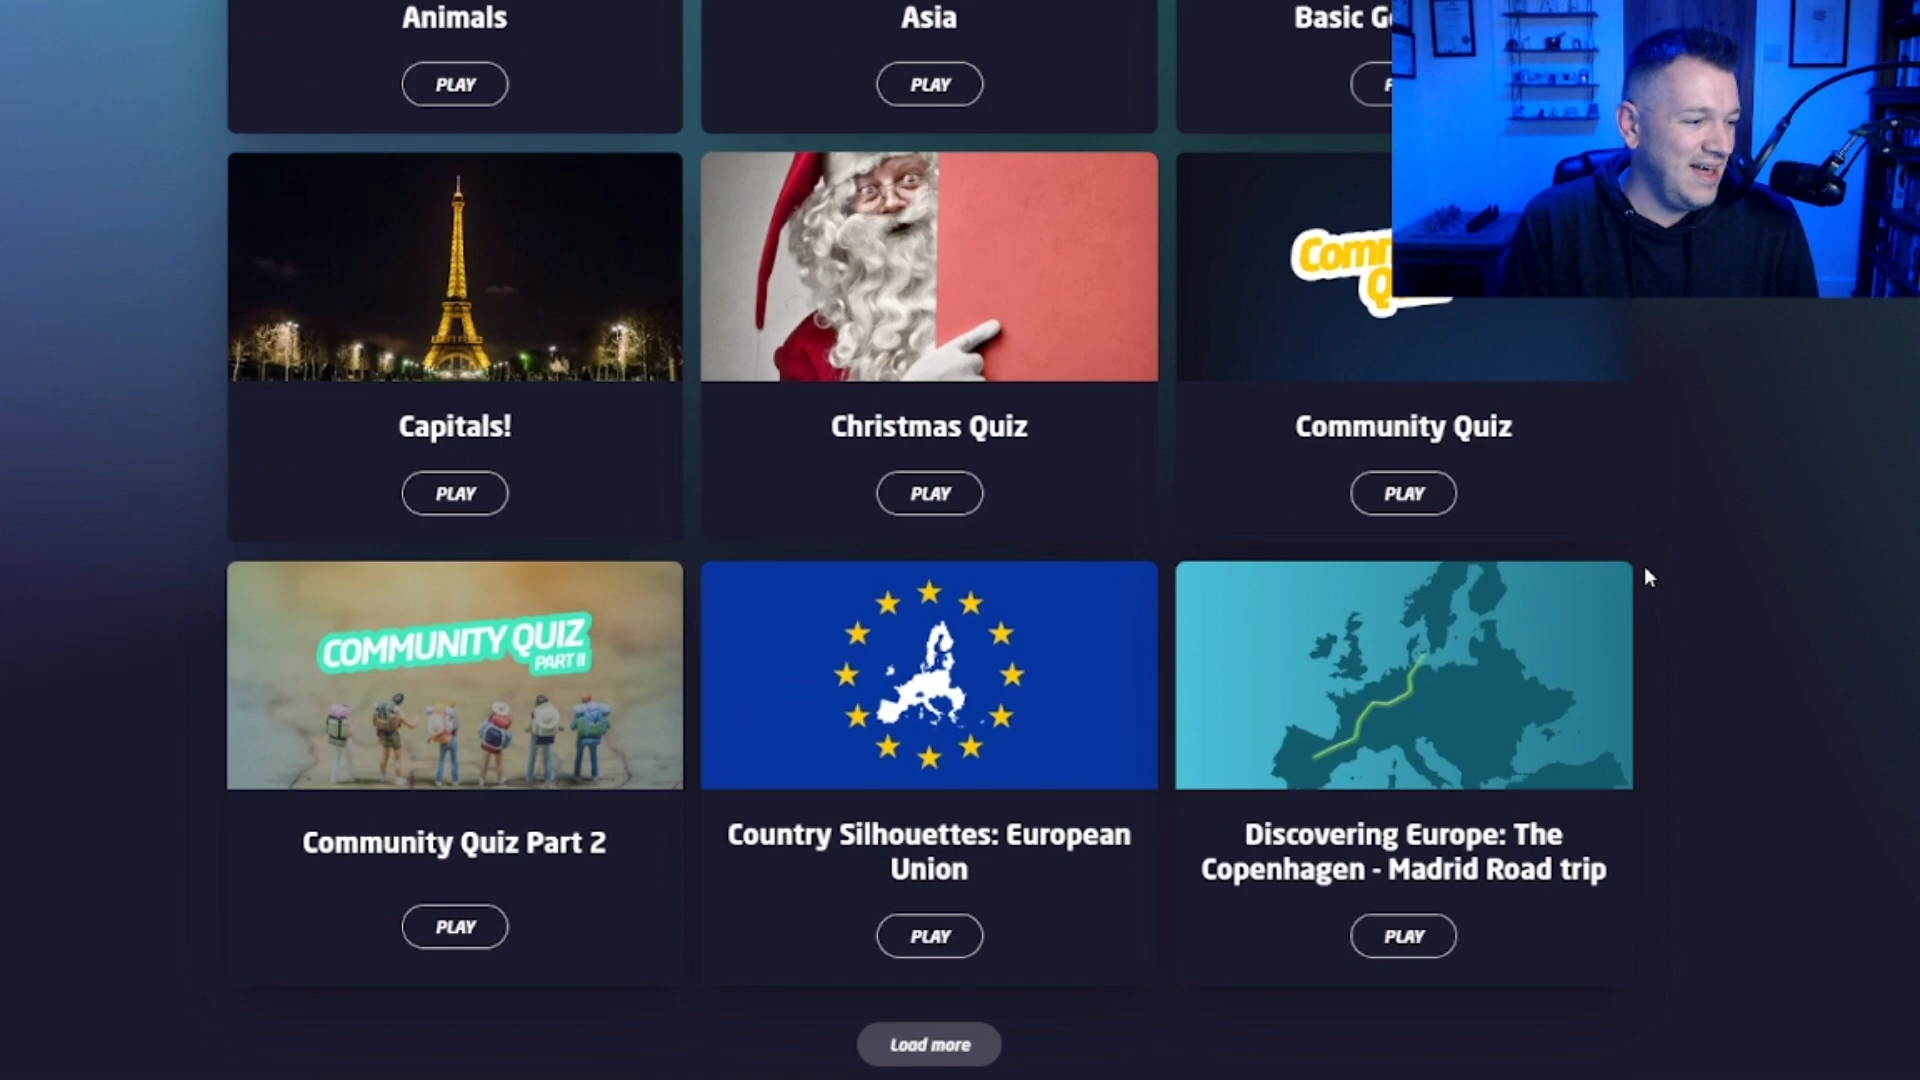 Animals
Asia
Basic
PLAY
PLAY
Capitals!
Christmas Quiz
Community Quiz
PLAY
PLAY
PLAY
COMMUNITY QUIZ
PART II
Community Quiz Part 2
Country Silhouettes: European
Union
Discovering Europe: The
Copenhagen - Madrid Road trip
PLAY
PLAY
PLAY
Load more